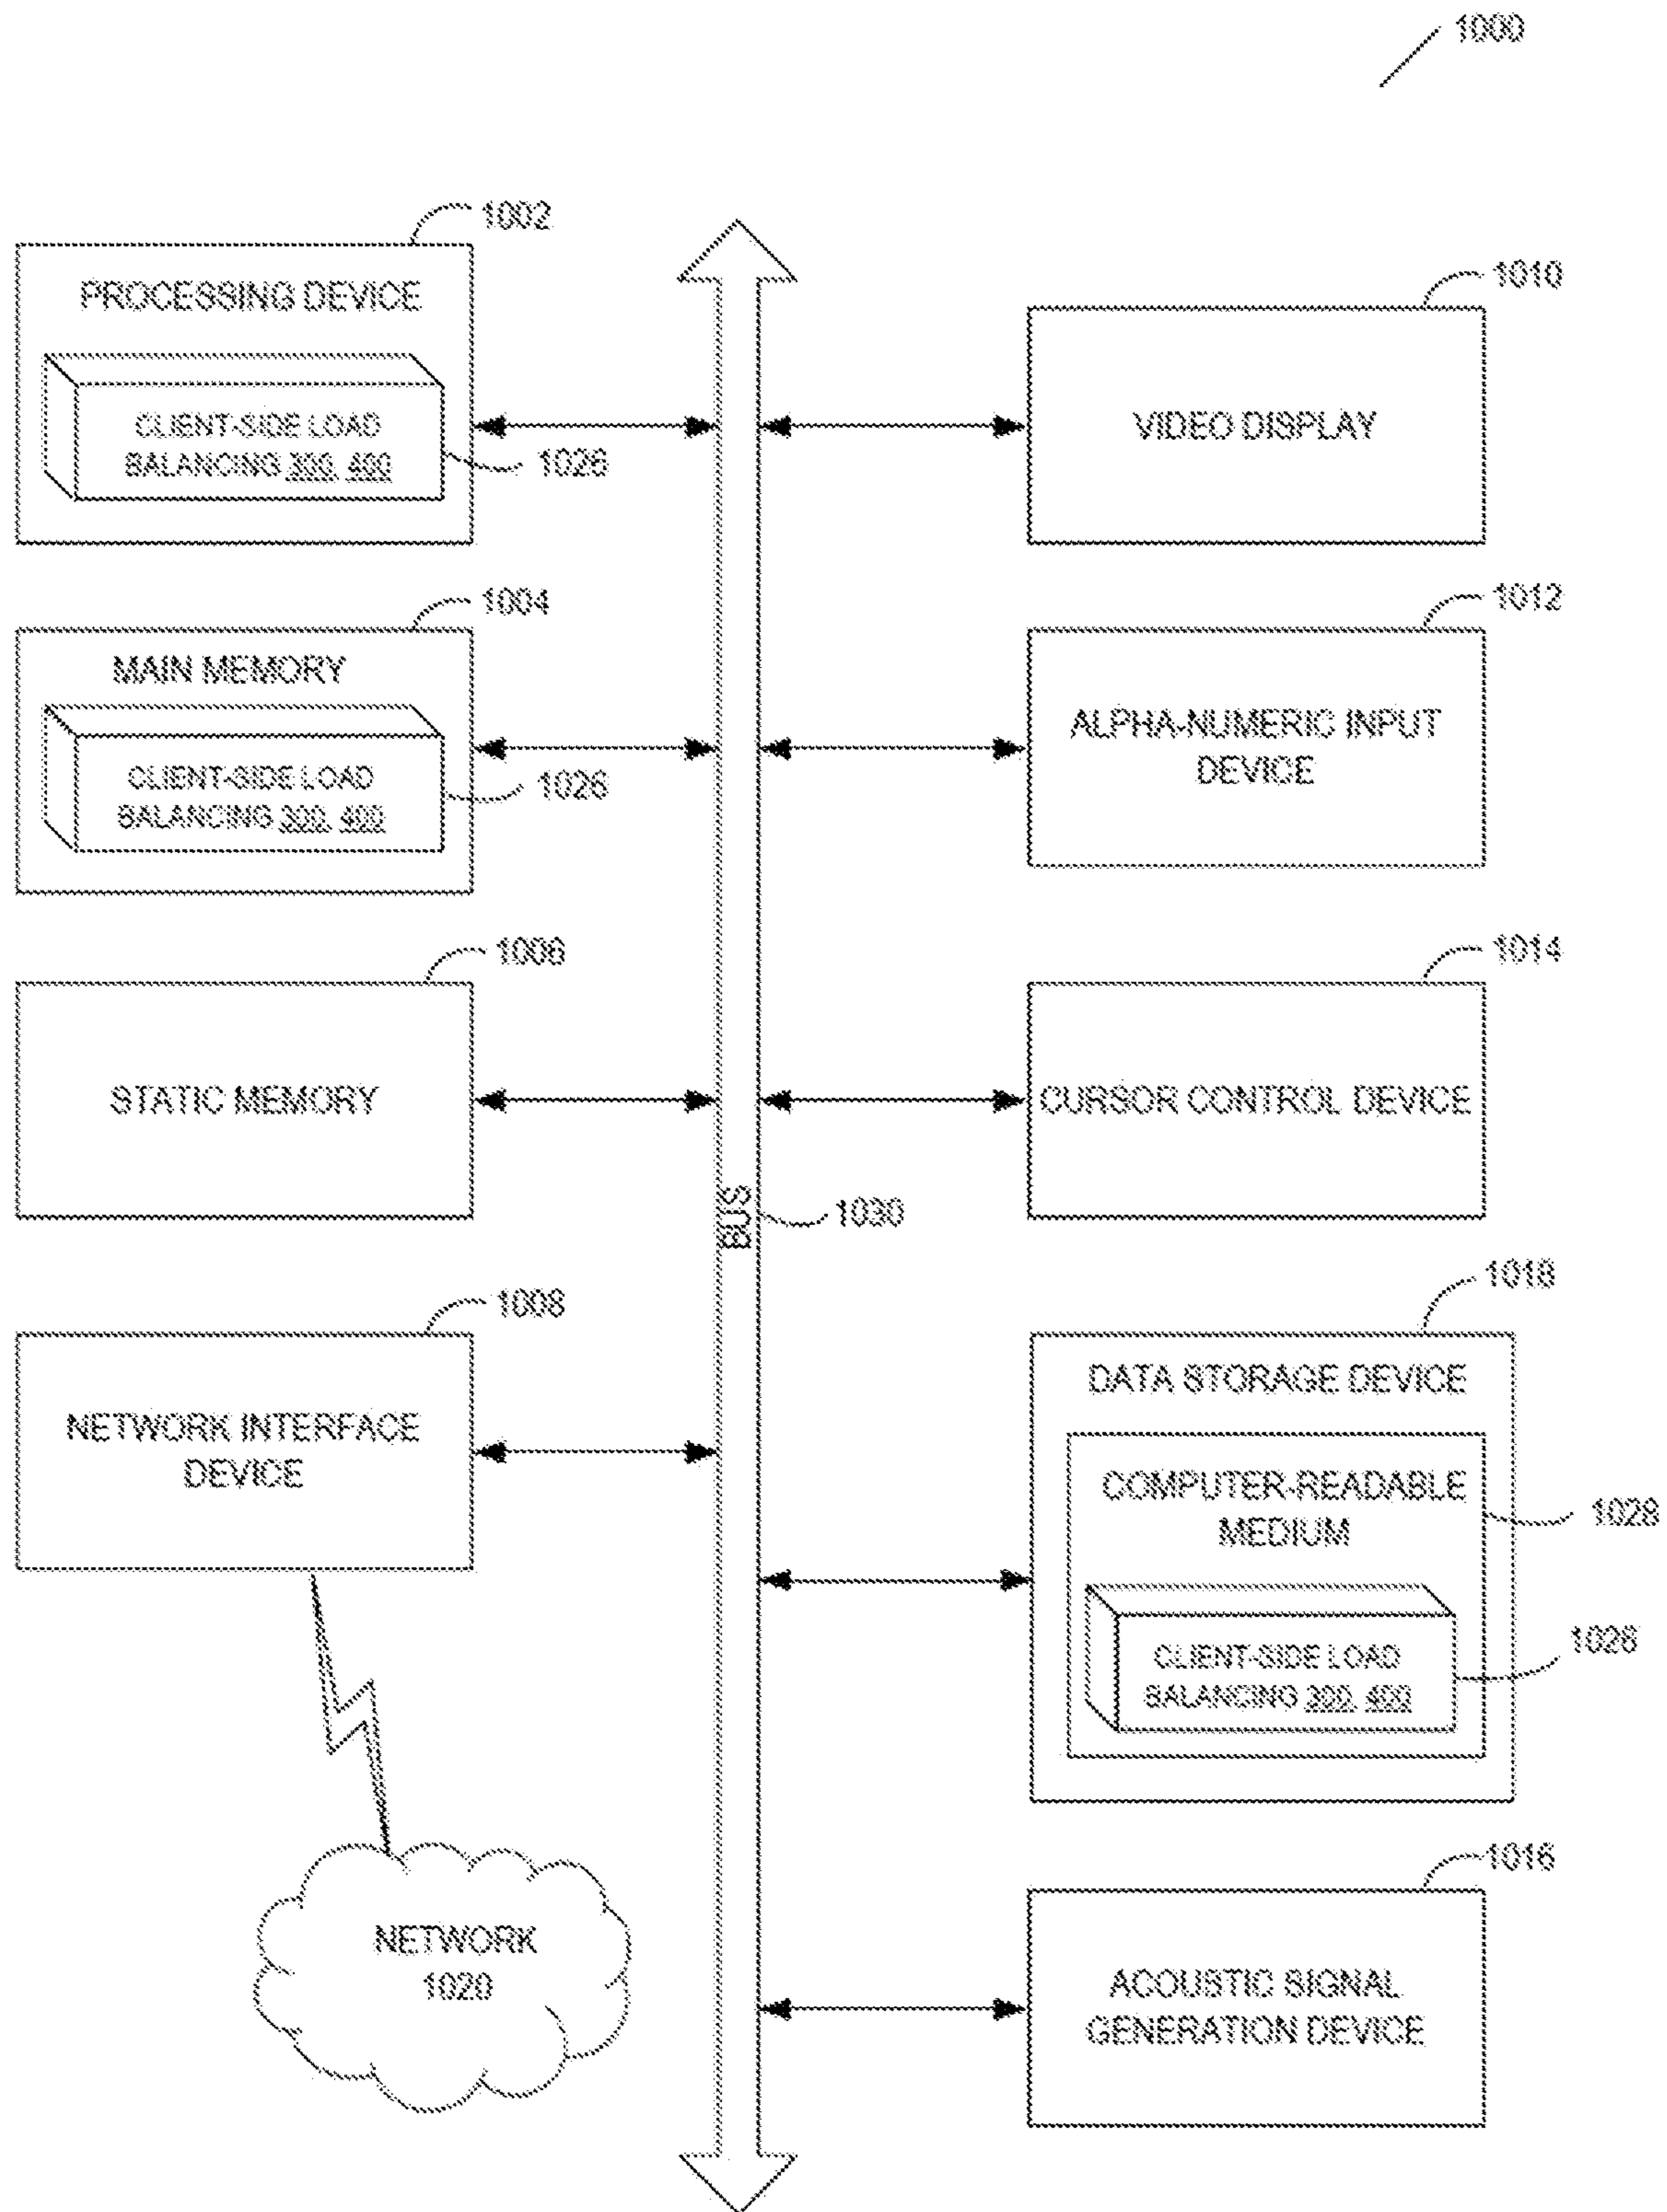 1000
1002
PROCESSING DEVICE
CLIENT-SIDE LOAD
BALANCING 300, 400
1026
1004
MAIN MEMORY
CLIENT-SIDE LOAD
BALANCING 300, 400
1026
1006
STATIC MEMORY
1008
NETWORK INTERFACE
DEVICE
NETWORK
1020
BUS
1030
1010
VIDEO DISPLAY
1012
ALPHA-NUMERIC INPUT
DEVICE
1014
CURSOR CONTROL DEVICE
1018
DATA STORAGE DEVICE
COMPUTER-READABLE
MEDIUM
1028
CLIENT-SIDE LOAD
BALANCING 300, 400
1026
1016
ACOUSTIC SIGNAL
GENERATION DEVICE